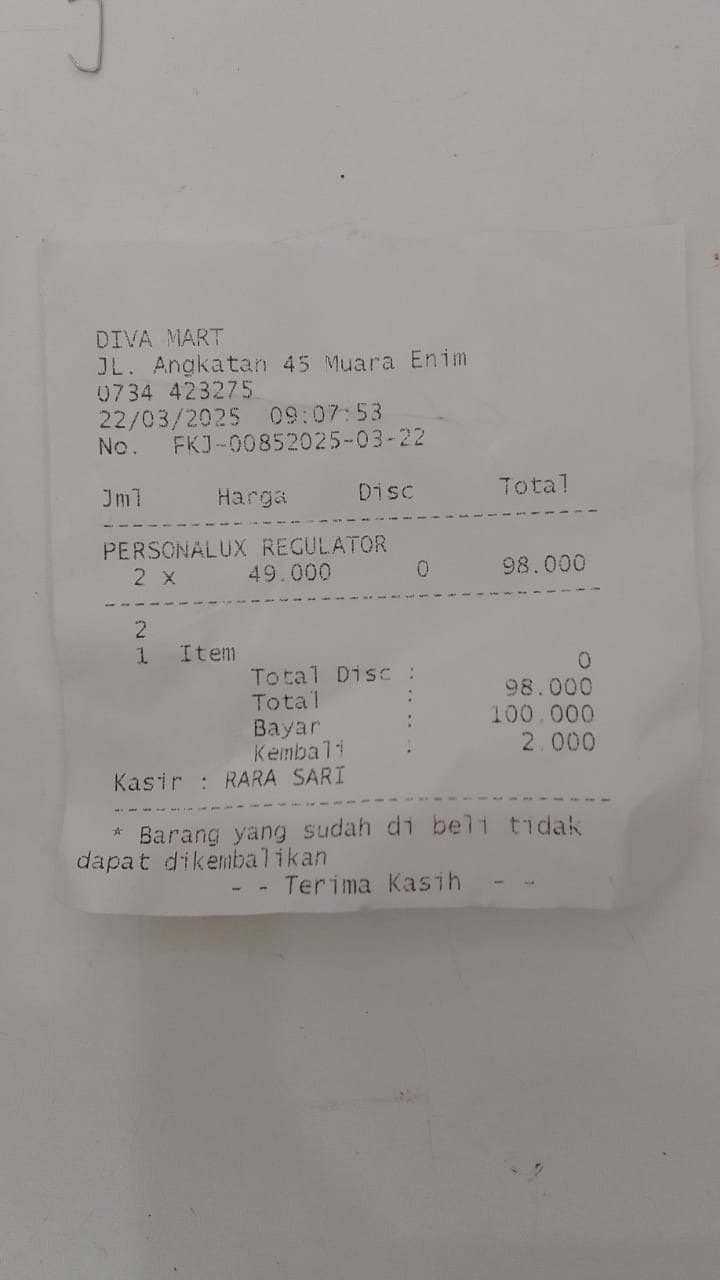 DIVA MART
JL. Angkatan 45 Muara Enim
0734 423275
22/03/2025 09:07:53
No. FKJ-00852025-03-22
Jml Harga Disc Total
PERSONALUX REGULATOR
2 x 49.000 0 98.000
2
1 Item
Total Disc : 0
Total : 98.000
Bayar : 100.000
Kembali : 2.000
Kasir : RARA SARI
* Barang yang sudah di beli tidak
dapat dikembalikan
- - Terima Kasih - -